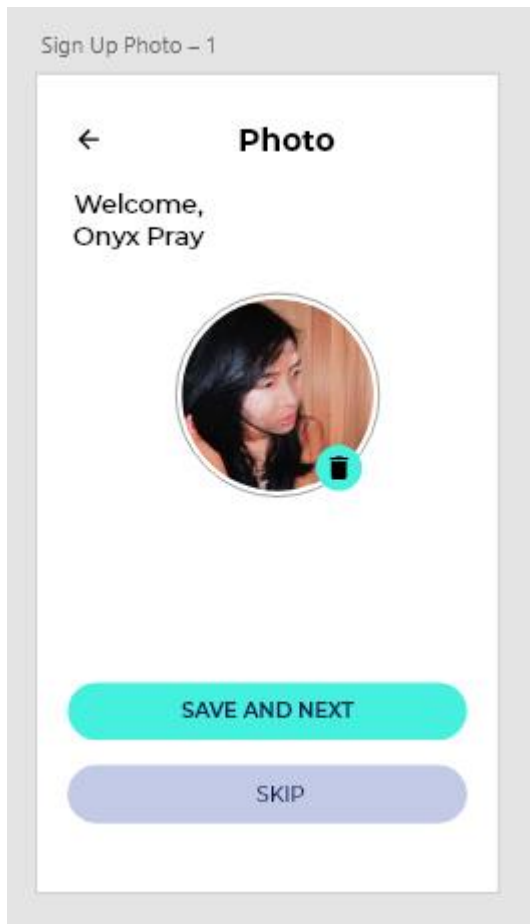 Sign Up Photo – 1
Photo
Welcome,
Onyx Pray
SAVE AND NEXT
SKIP